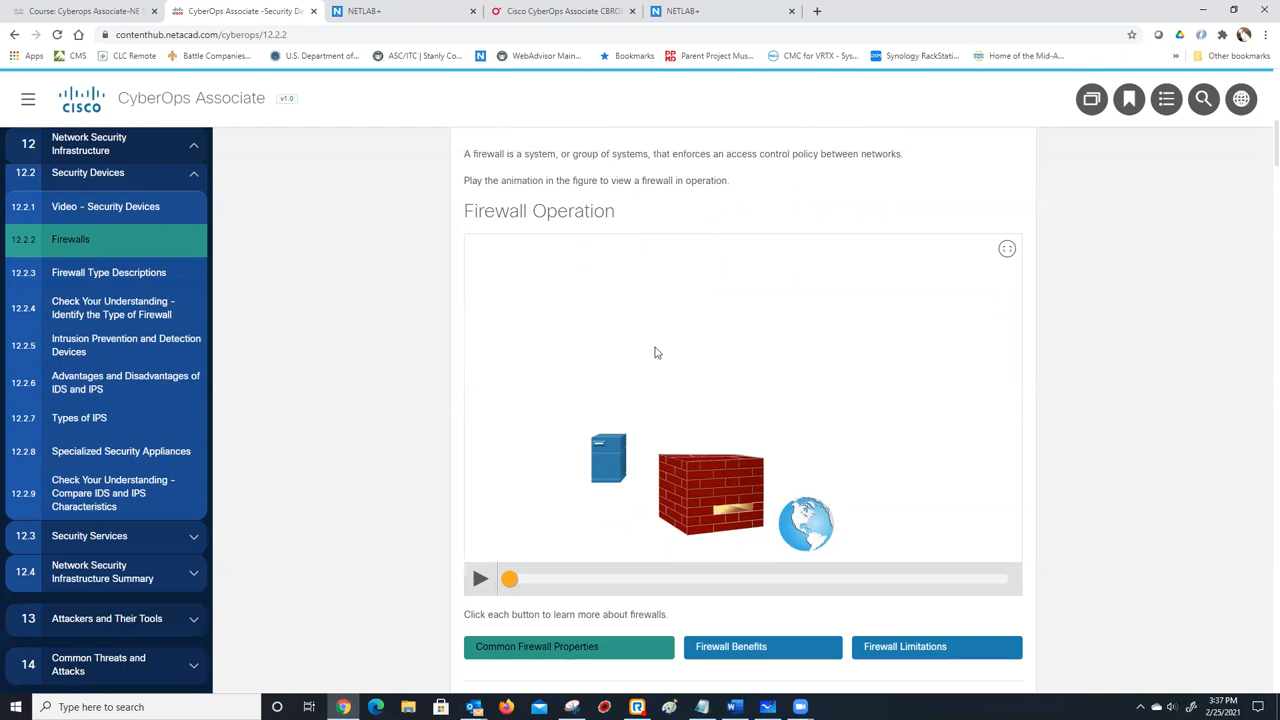 Course: CyberOps Associate-NE S
CyberOps Associate -Security De
NETLAB+
Cisco CyberOps Associate CBRO
NETLAB+
contenthub.netacad.com/cyberops/12.2.2
Apps
CMS
CLC Remote
Battle Companies...
U.S. Department of...
ASC/ITC | Stanly Co...
WebAdvisor Main...
Bookmarks
Parent Project Mus...
CMC for VRTX - Sys...
Synology RackStati...
Home of the Mid-A...
»
Other bookmarks
CISCO
CyberOps Associate
v1.0
12
Network Security
Infrastructure
12.2
Security Devices
12.2.1
Video - Security Devices
12.2.2
Firewalls
12.2.3
Firewall Type Descriptions
12.2.4
Check Your Understanding -
Identify the Type of Firewall
12.2.5
Intrusion Prevention and Detection
Devices
12.2.6
Advantages and Disadvantages of
IDS and IPS
12.2.7
Types of IPS
12.2.8
Specialized Security Appliances
12.2.9
Check Your Understanding -
Compare IDS and IPS
Characteristics
12.3
Security Services
12.4
Network Security
Infrastructure Summary
13
Attackers and Their Tools
14
Common Threats and
Attacks
A firewall is a system, or group of systems, that enforces an access control policy between networks.
Play the animation in the figure to view a firewall in operation.
Firewall Operation
Click each button to learn more about firewalls.
Common Firewall Properties
Firewall Benefits
Firewall Limitations
Type here to search
3:37 PM
2/25/2021